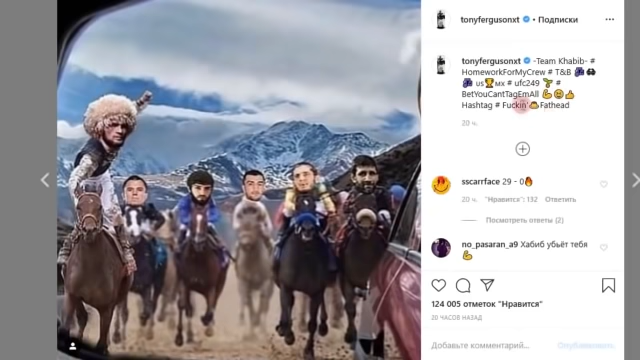 tonyfergusonxt • Подписки
tonyfergusonxt -Team Khabib- #
HomeworkForMyCrew # T&B
us MX # ufc249 #
BetYouCantTagEmAll
Hashtag # Fuckin' Fathead
20 ч.
sscarrface 29 - 0
20 ч. "Нравится": 132 Ответить
Посмотреть ответы (2)
no_pasaran_a9 Хабиб убьёт тебя
124 005 отметок "Нравится"
20 ЧАСОВ НАЗАД
Добавьте комментарий... Опубликовать